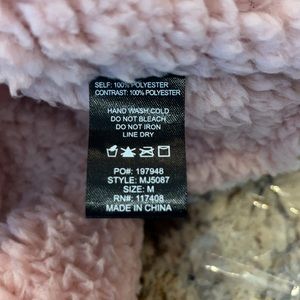 SELF: 100% POLYESTER
CONTRAST: 100% POLYESTER
HAND WASH COLD
DO NOT BLEACH
DO NOT IRON
LINE DRY
PO#: 197948
STYLE: MJ5087
SIZE: M
RN#: 117408
MADE IN CHINA